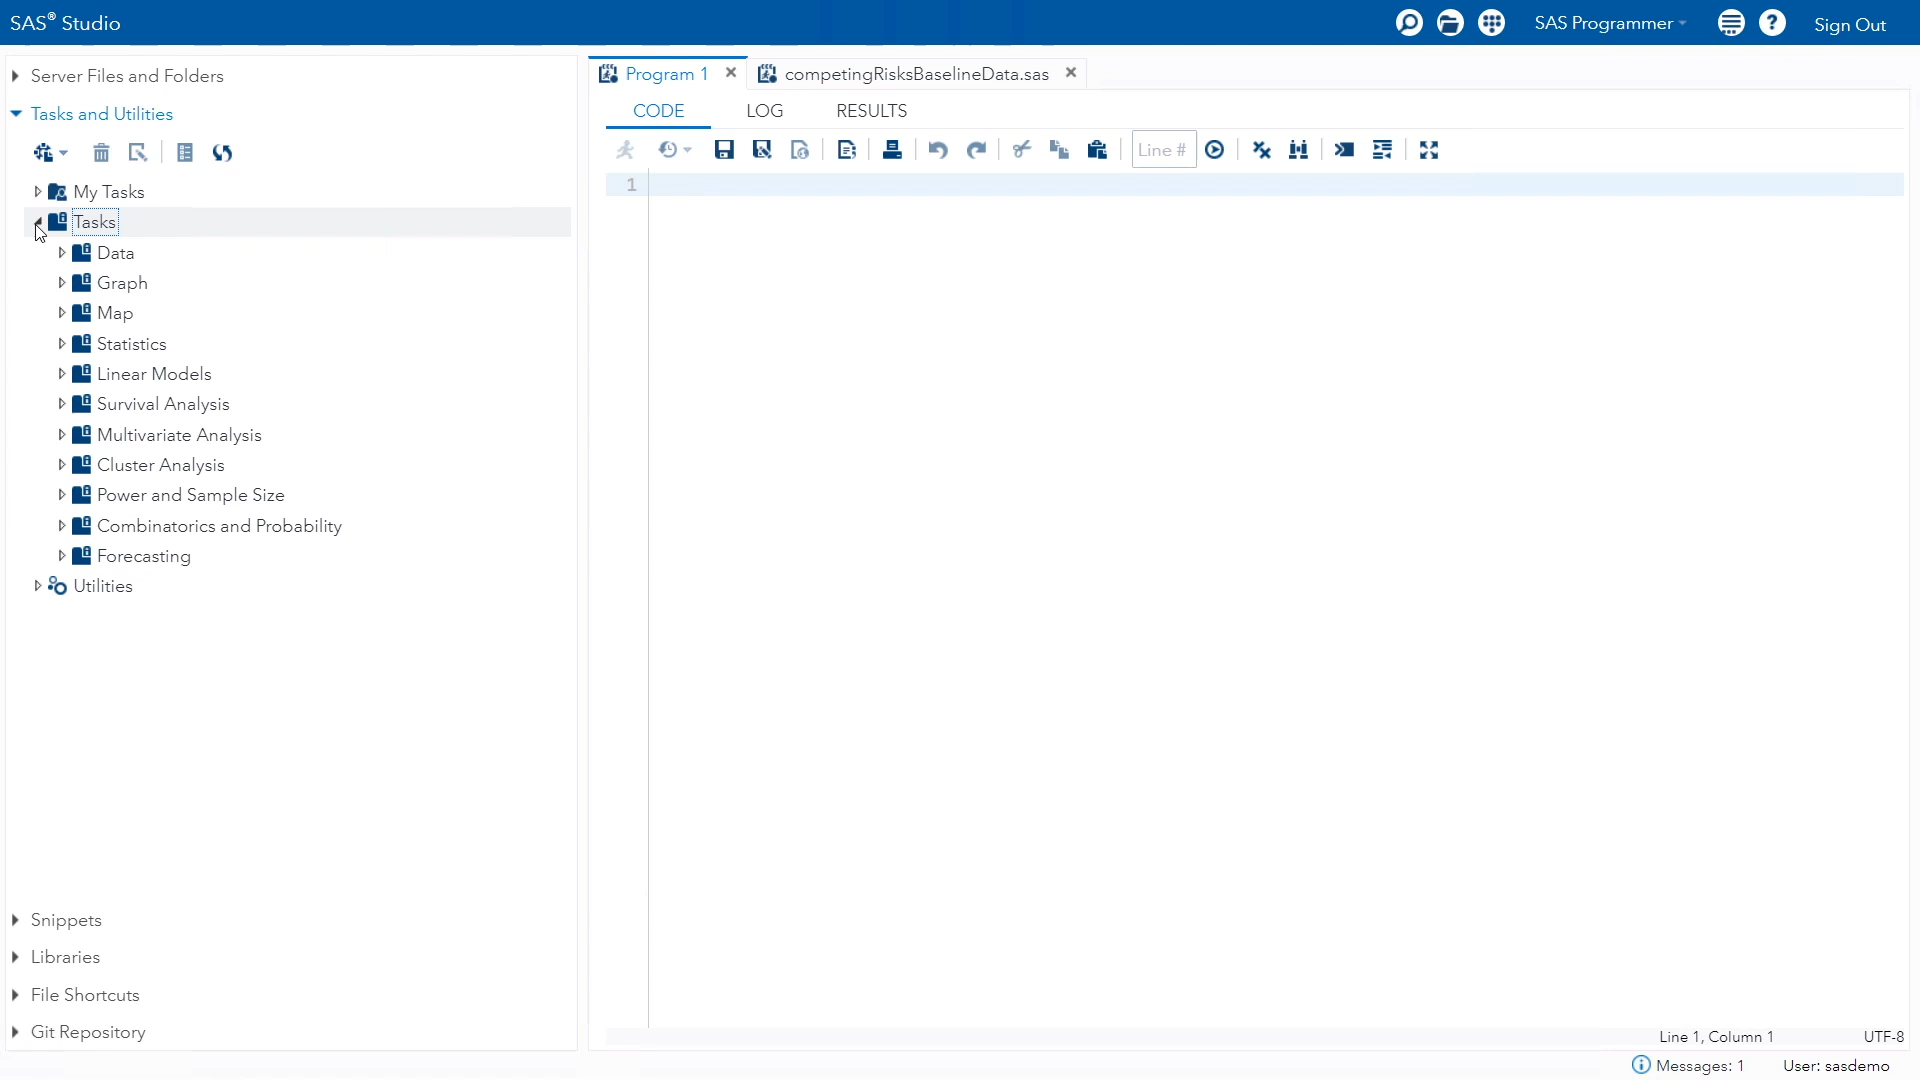 SAS® Studio
SAS Programmer
Sign Out
Server Files and Folders
Tasks and Utilities
My Tasks
Tasks
Data
Graph
Map
Statistics
Linear Models
Survival Analysis
Multivariate Analysis
Cluster Analysis
Power and Sample Size
Combinatorics and Probability
Forecasting
Utilities
Snippets
Libraries
File Shortcuts
Git Repository
Program 1
competingRisksBaselineData.sas
CODE LOG RESULTS
Line #
1
Line 1, Column 1 UTF-8
Messages: 1 User: sasdemo